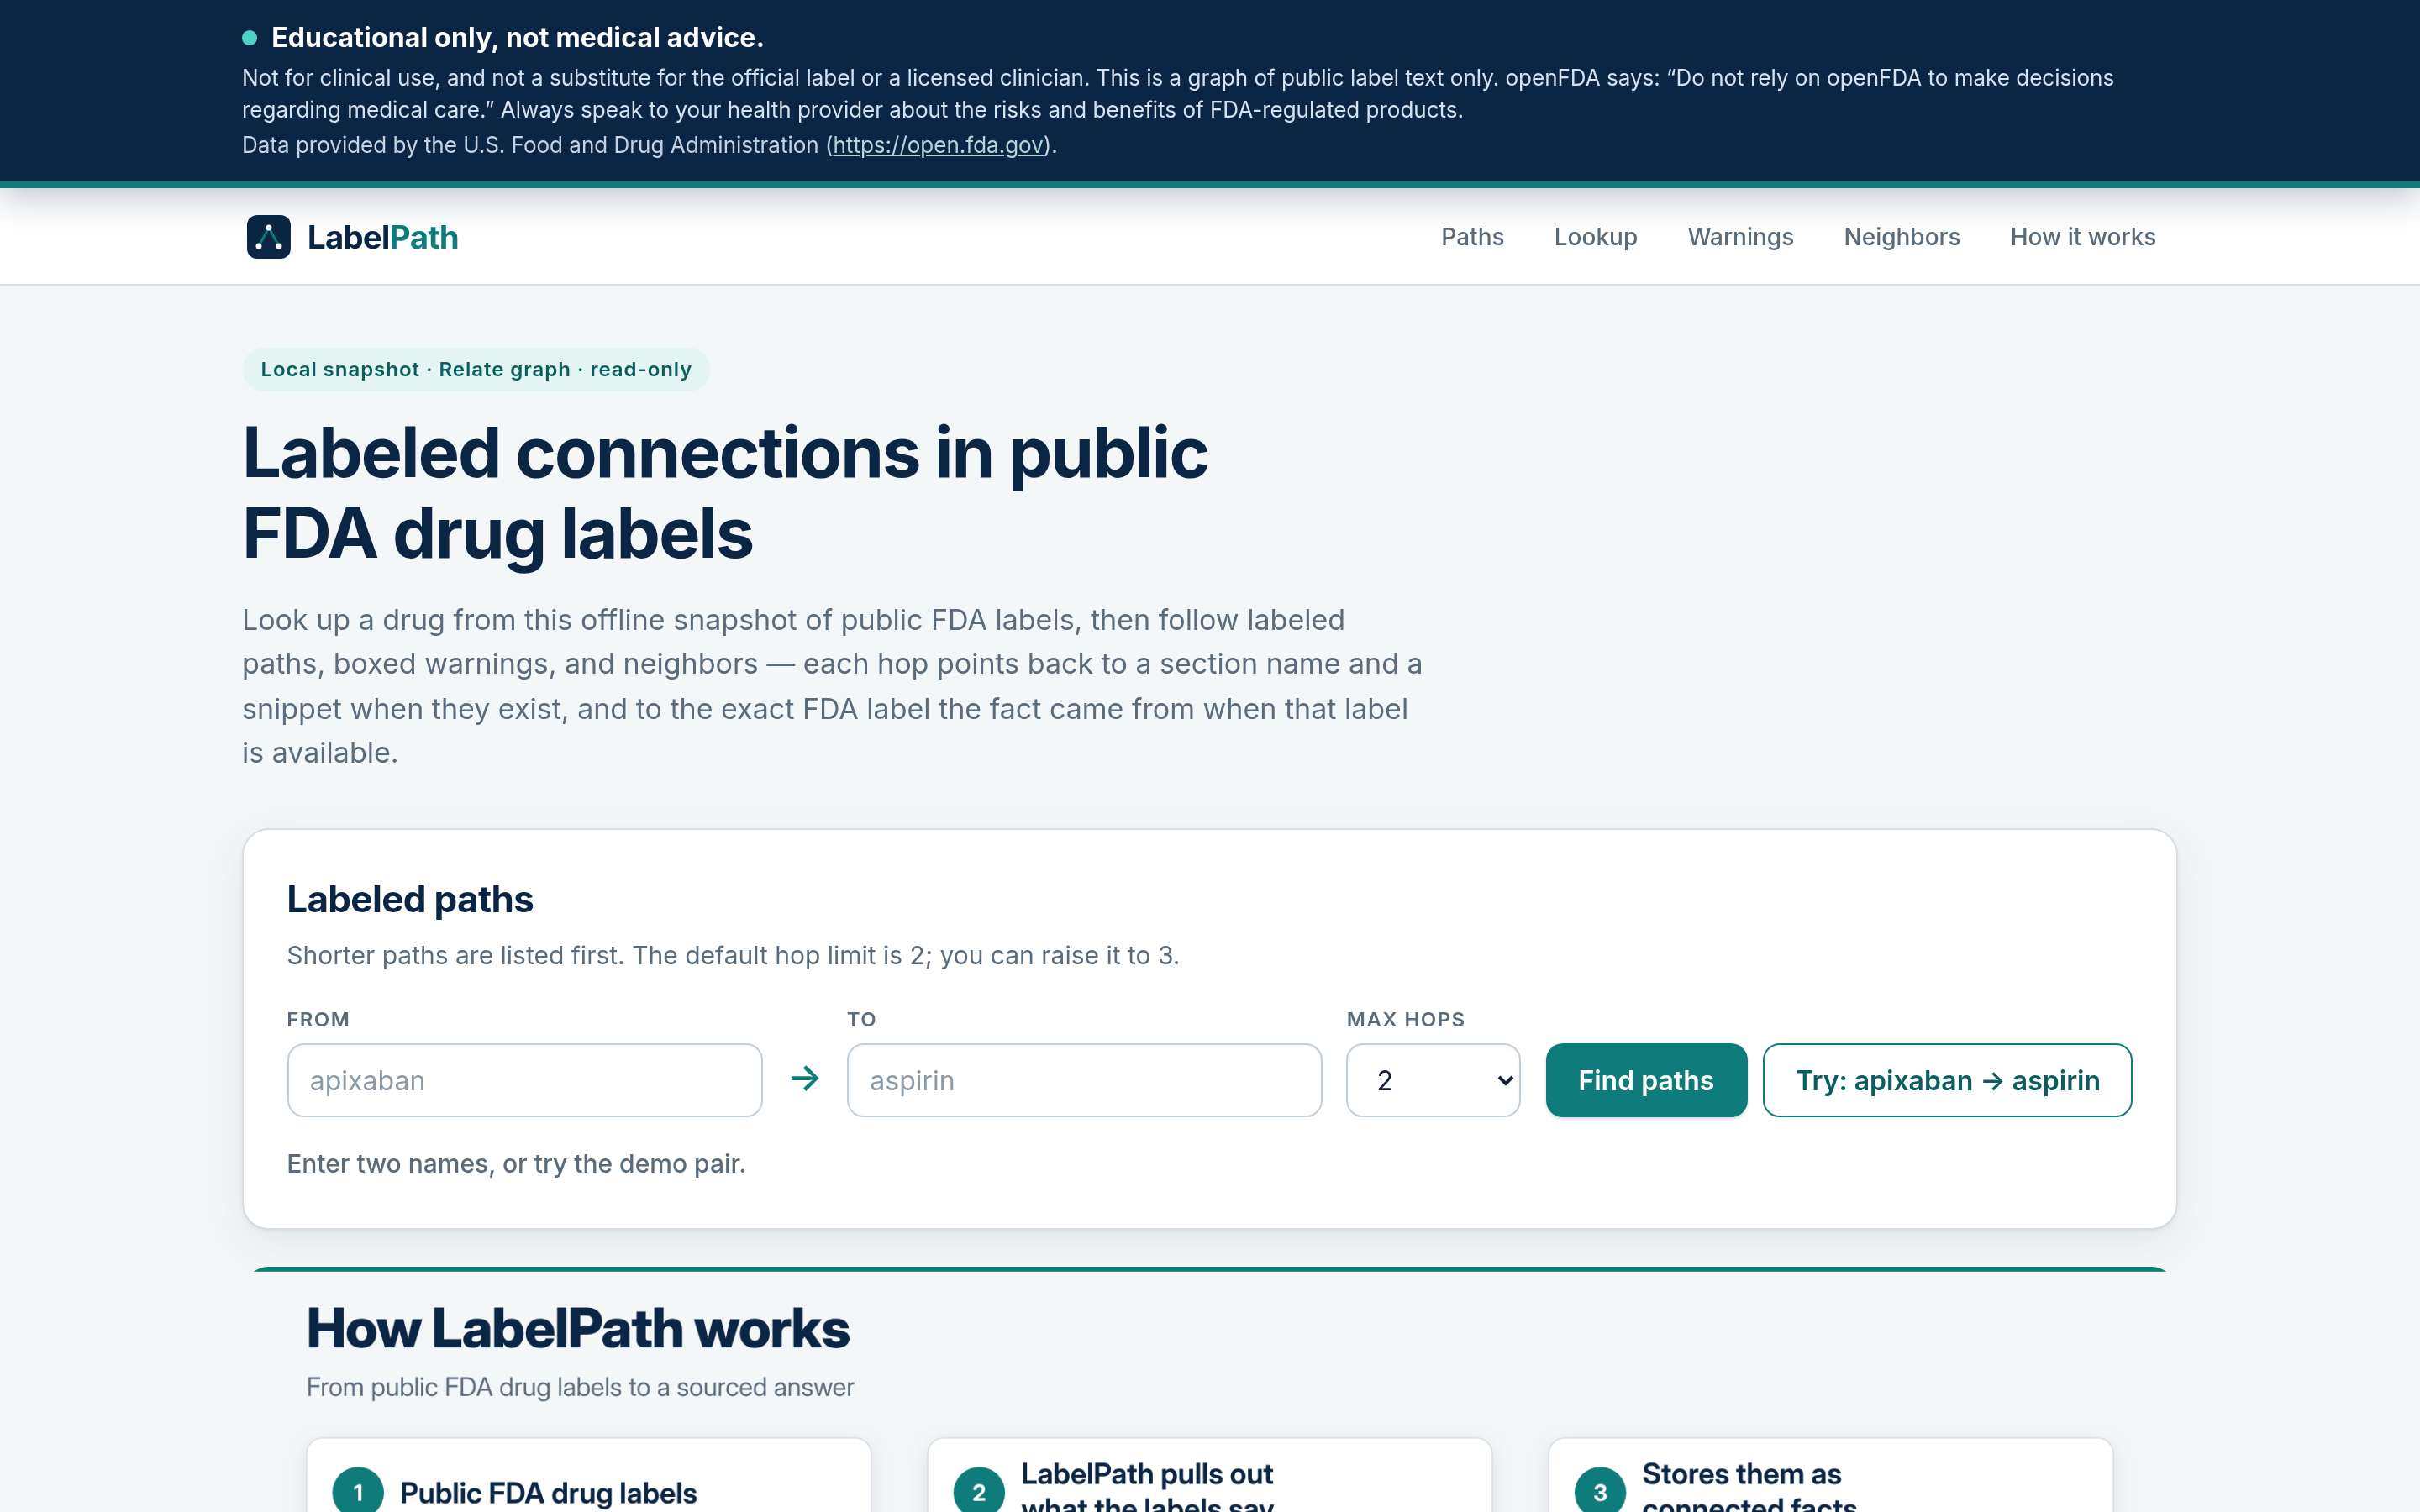 Educational only, not medical advice.
Not for clinical use, and not a substitute for the official label or a licensed clinician. This is a graph of public label text only. openFDA says: “Do not rely on openFDA to make decisions
regarding medical care.” Always speak to your health provider about the risks and benefits of FDA-regulated products.
Data provided by the U.S. Food and Drug Administration (https://open.fda.gov).
LabelPath
Paths Lookup Warnings Neighbors How it works
Local snapshot · Relate graph · read-only
Labeled connections in public
FDA drug labels
Look up a drug from this offline snapshot of public FDA labels, then follow labeled
paths, boxed warnings, and neighbors — each hop points back to a section name and a
snippet when they exist, and to the exact FDA label the fact came from when that label
is available.
Labeled paths
Shorter paths are listed first. The default hop limit is 2; you can raise it to 3.
FROM TO MAX HOPS
apixaban → aspirin 2 Find paths Try: apixaban → aspirin
Enter two names, or try the demo pair.
How LabelPath works
From public FDA drug labels to a sourced answer
1 Public FDA drug labels
2 LabelPath pulls out
what the labels say
3 Stores them as
connected facts